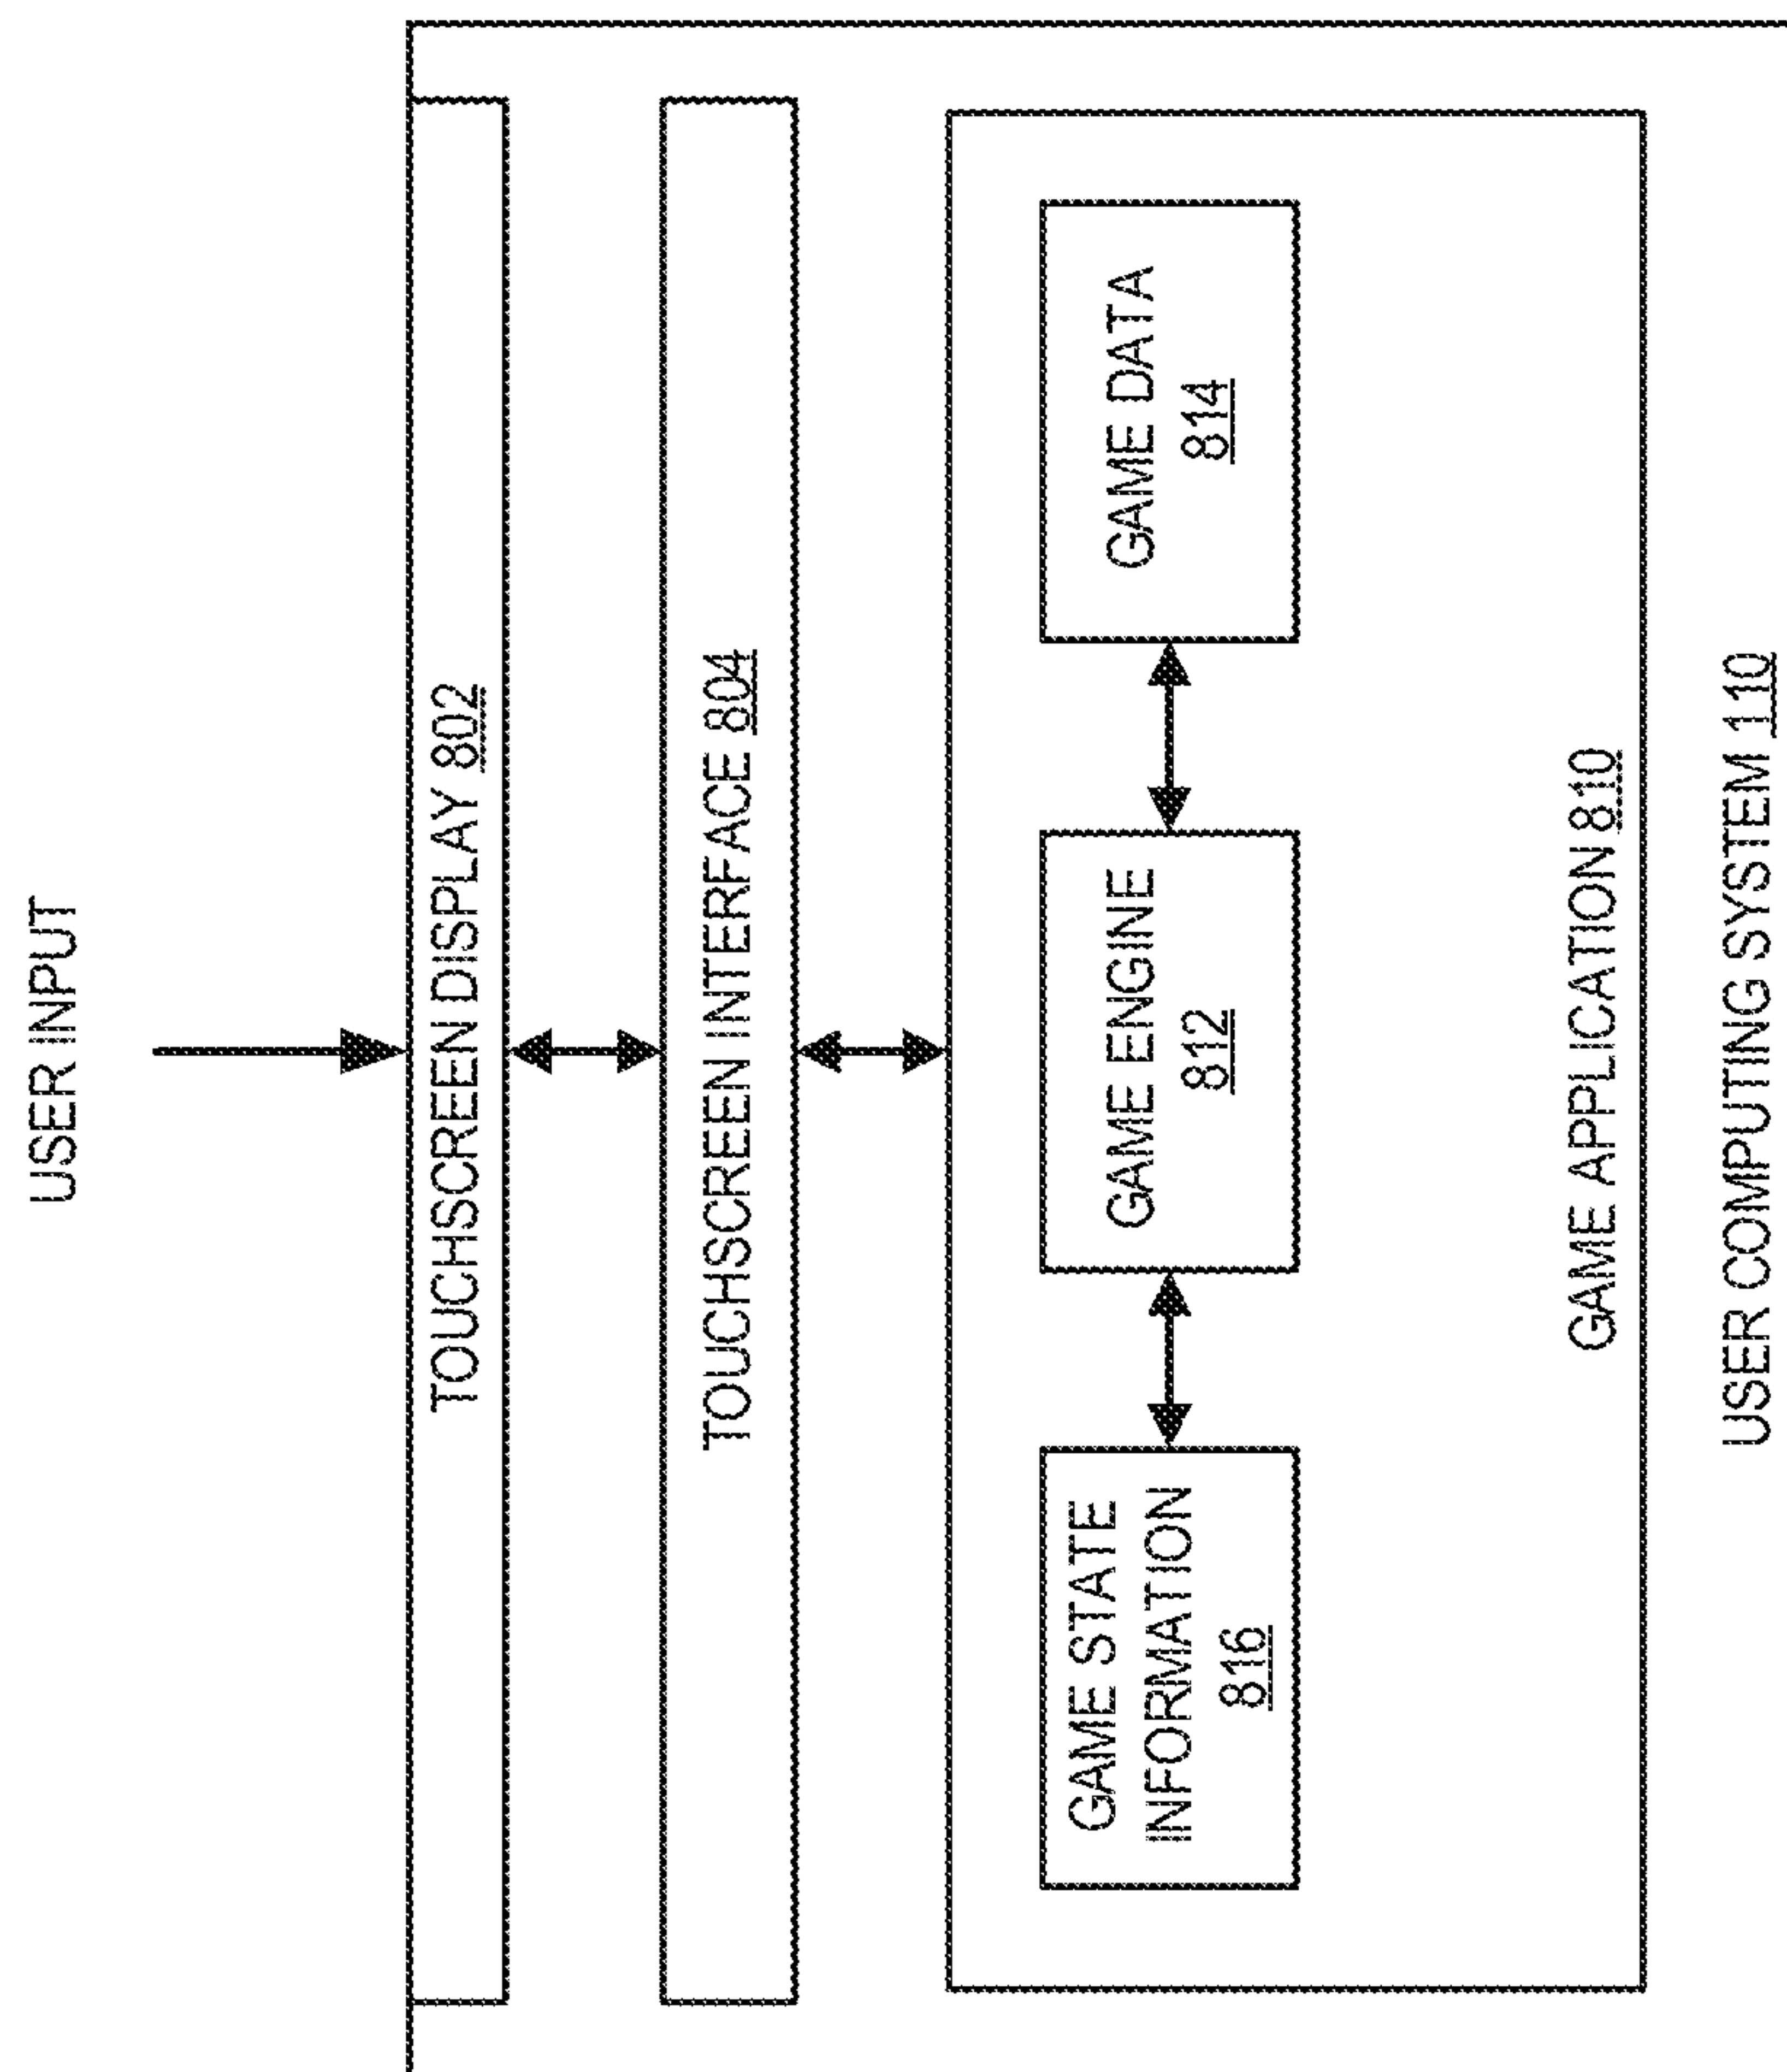 USER INPUT
TOUCHSCREEN DISPLAY 802
TOUCHSCREEN INTERFACE 804
GAME STATE
INFORMATION
816
GAME ENGINE
812
GAME DATA
814
GAME APPLICATION 810
USER COMPUTING SYSTEM 110